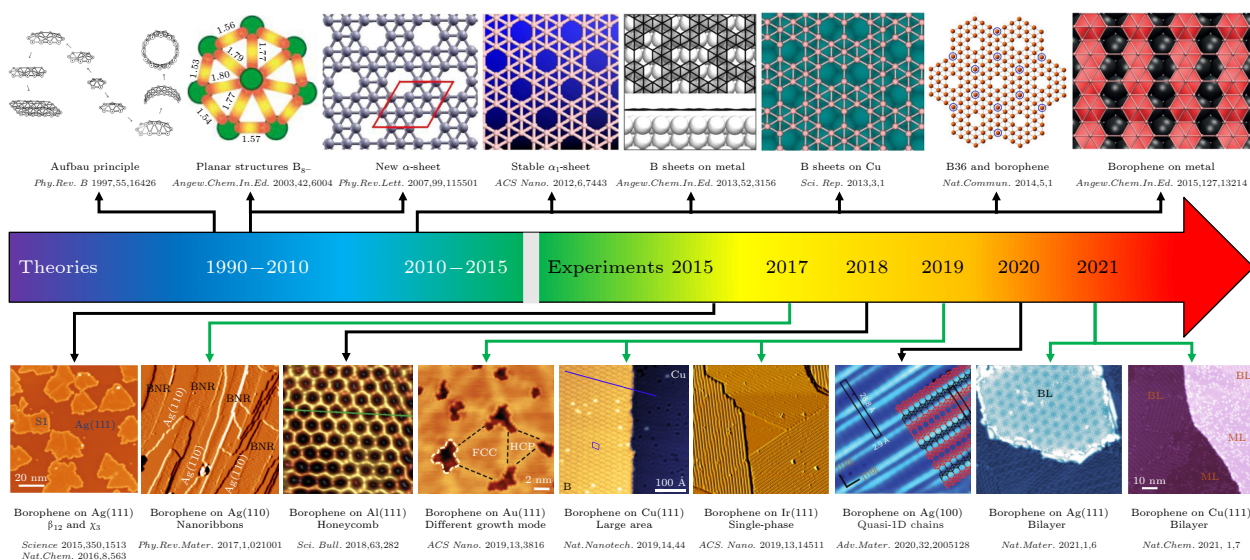 1.56
1.77
1.53
1.79
1.80
1.77
1.54
1.57
Aufbau principle
Phy.Rev. B 1997,55,16426
Planar structures B8−
Angew.Chem.In.Ed. 2003,42,6004
New α-sheet
Phy.Rev.Lett. 2007,99,115501
Stable α1-sheet
ACS Nano. 2012,6,7443
B sheets on metal
Angew.Chem.In.Ed. 2013,52,3156
B sheets on Cu
Sci. Rep. 2013,3,1
B36 and borophene
Nat.Commun. 2014,5,1
Borophene on metal
Angew.Chem.In.Ed. 2015,127,13214
Theories 1990−2010 2010−2015 Experiments 2015 2017 2018 2019 2020 2021
S1
Ag(111)
20 nm
BNR
BNR
BNR
BNR
Ag(110)
Ag(110)
Ag(110)
FCC
HCP
2 nm
Cu
B
100 Å
BL
BL
BL
ML
ML
10 nm
Borophene on Ag(111)
β12 and χ3
Science 2015,350,1513
Nat.Chem. 2016,8,563
Borophene on Ag(110)
Nanoribbons
Phy.Rev.Mater. 2017,1,021001
Borophene on Al(111)
Honeycomb
Sci. Bull. 2018,63,282
Borophene on Au(111)
Different growth mode
ACS Nano. 2019,13,3816
Borophene on Cu(111)
Large area
Nat.Nanotech. 2019,14,44
Borophene on Ir(111)
Single-phase
ACS. Nano. 2019,13,14511
Borophene on Ag(100)
Quasi-1D chains
Adv.Mater. 2020,32,2005128
Borophene on Ag(111)
Bilayer
Nat.Mater. 2021,1,6
Borophene on Cu(111)
Bilayer
Nat.Chem. 2021, 1,7